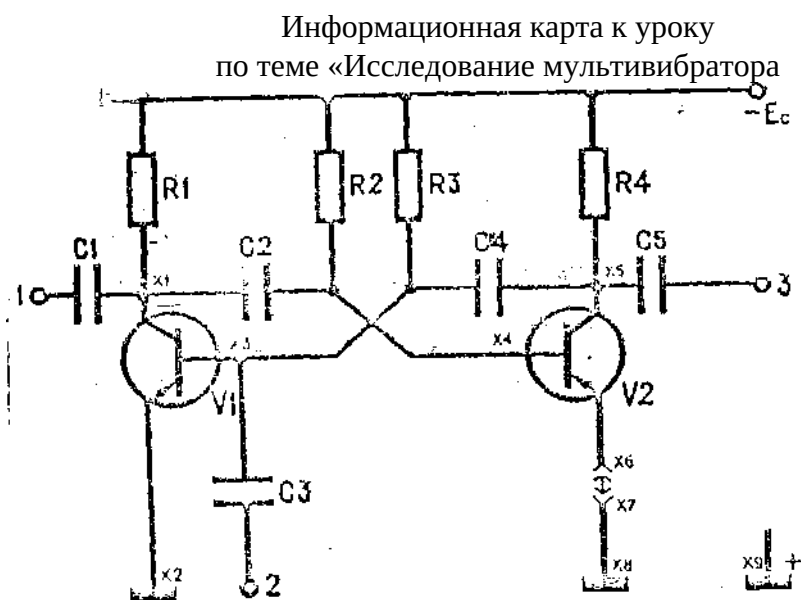 Информационная карта к уроку
по теме «Исследование мультивибратора
-Ec
R1
R2
R3
R4
C1
C2
C4
C5
X1
X5
1
3
X3
X4
V1
V2
C3
X6
X7
X2
2
X8
X9 +